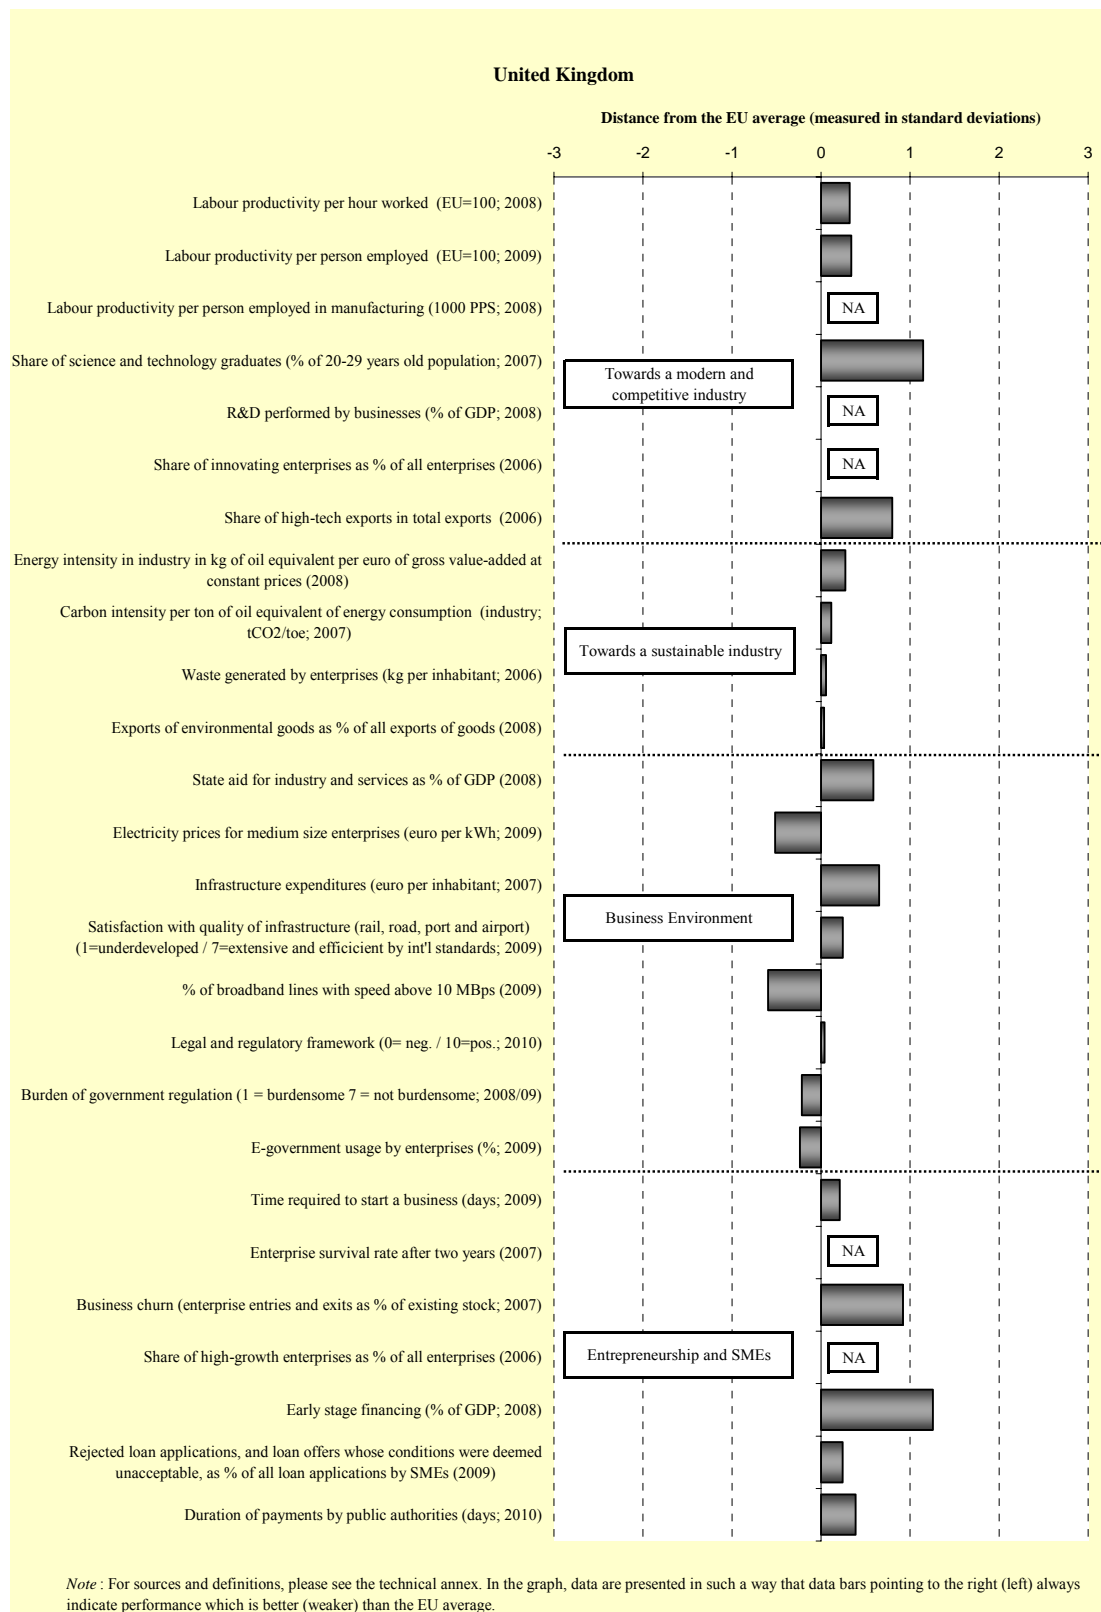 United Kingdom
Distance from the EU average (measured in standard deviations)
-3 -2 -1 0 1 2 3
Labour productivity per hour worked (EU=100; 2008)
Labour productivity per person employed (EU=100; 2009)
Labour productivity per person employed in manufacturing (1000 PPS; 2008)
NA
Share of science and technology graduates (% of 20-29 years old population; 2007)
Towards a modern and
competitive industry
R&D performed by businesses (% of GDP; 2008)
NA
Share of innovating enterprises as % of all enterprises (2006)
NA
Share of high-tech exports in total exports (2006)
Energy intensity in industry in kg of oil equivalent per euro of gross value-added at
constant prices (2008)
Carbon intensity per ton of oil equivalent of energy consumption (industry;
tCO2/toe; 2007)
Towards a sustainable industry
Waste generated by enterprises (kg per inhabitant; 2006)
Exports of environmental goods as % of all exports of goods (2008)
State aid for industry and services as % of GDP (2008)
Electricity prices for medium size enterprises (euro per kWh; 2009)
Infrastructure expenditures (euro per inhabitant; 2007)
Business Environment
Satisfaction with quality of infrastructure (rail, road, port and airport)
(1=underdeveloped / 7=extensive and efficicient by int'l standards; 2009)
% of broadband lines with speed above 10 MBps (2009)
Legal and regulatory framework (0= neg. / 10=pos.; 2010)
Burden of government regulation (1 = burdensome 7 = not burdensome; 2008/09)
E-government usage by enterprises (%; 2009)
Time required to start a business (days; 2009)
Enterprise survival rate after two years (2007)
NA
Business churn (enterprise entries and exits as % of existing stock; 2007)
Share of high-growth enterprises as % of all enterprises (2006)
Entrepreneurship and SMEs
NA
Early stage financing (% of GDP; 2008)
Rejected loan applications, and loan offers whose conditions were deemed
unacceptable, as % of all loan applications by SMEs (2009)
Duration of payments by public authorities (days; 2010)
Note : For sources and definitions, please see the technical annex. In the graph, data are presented in such a way that data bars pointing to the right (left) always
indicate performance which is better (weaker) than the EU average.